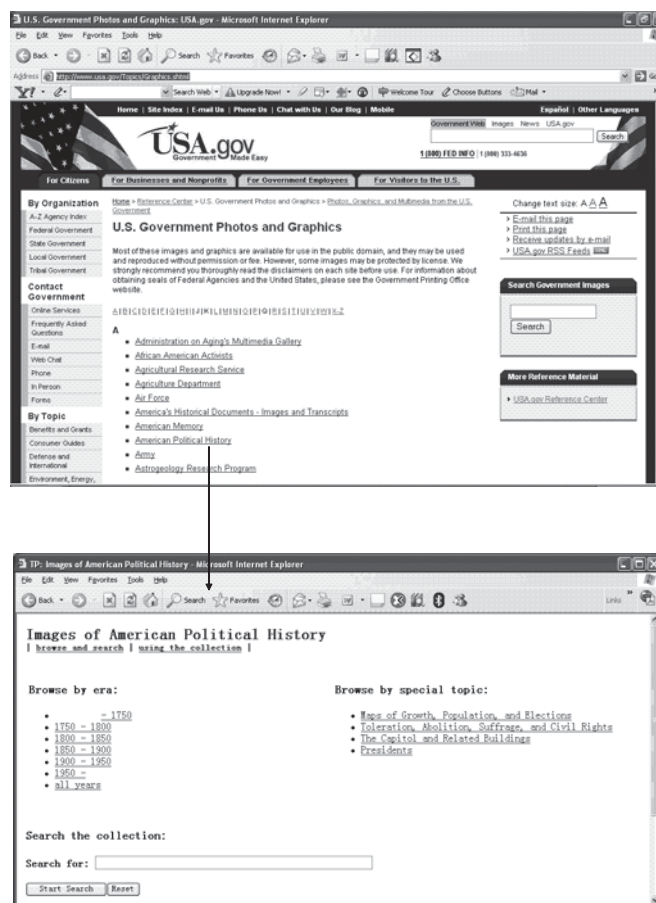 U.S. Government Photos and Graphics: USA.gov - Microsoft Internet Explorer
File Edit View Favorites Tools Help
Back Search Favorites
Address http://www.usa.gov/Topics/Graphics.shtml
Y! Search Web Upgrade Now! Welcome Tour Choose Buttons Mail
Home | Site Index | E-mail Us | Phone Us | Chat with Us | Our Blog | Mobile Español | Other Languages
Government Web Images News USA.gov
Search
USA.gov
Government Made Easy
1 (800) FED INFO | 1 (800) 333-4636
For Citizens For Businesses and Nonprofits For Government Employees For Visitors to the U.S.
By Organization
A-Z Agency Index
Federal Government
State Government
Local Government
Tribal Government
Contact
Government
Online Services
Frequently Asked
Questions
E-mail
Web Chat
Phone
In Person
Forms
By Topic
Benefits and Grants
Consumer Guides
Defense and
International
Environment, Energy,
Home > Reference Center > U.S. Government Photos and Graphics > Photos, Graphics, and Multimedia from the U.S.
Government
U.S. Government Photos and Graphics
Most of these images and graphics are available for use in the public domain, and they may be used
and reproduced without permission or fee. However, some images may be protected by license. We
strongly recommend you thoroughly read the disclaimers on each site before use. For information about
obtaining seals of Federal Agencies and the United States, please see the Government Printing Office
website.
A
Administration on Aging's Multimedia Gallery
African American Activists
Agricultural Research Service
Agriculture Department
Air Force
America's Historical Documents - Images and Transcripts
American Memory
American Political History
Army
Astrogeology Research Program
Change text size: A A A
E-mail this page
Print this page
Receive updates by e-mail
USA.gov RSS Feeds
Search Government Images
Search
More Reference Material
USA.gov Reference Center
TP: Images of American Political History - Microsoft Internet Explorer
File Edit View Favorites Tools Help
Back Search Favorites Links
Images of American Political History
| browse and search | using the collection |
Browse by era:
- 1750
1750 - 1800
1800 - 1850
1850 - 1900
1900 - 1950
1950 -
all years
Browse by special topic:
Maps of Growth, Population, and Elections
Toleration, Abolition, Suffrage, and Civil Rights
The Capitol and Related Buildings
Presidents
Search the collection:
Search for:
Start Search Reset